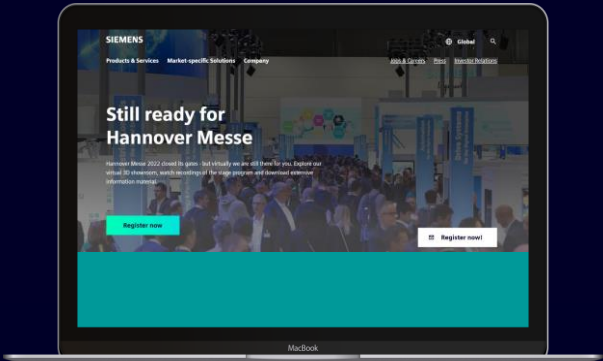 SIEMENS
Global
Products & Services Market-specific Solutions Company
Jobs & Careers Press Investor Relations
Still ready for
Hannover Messe
Hannover Messe 2022 closed its gates - but virtually we are still there for you. Explore our
virtual 3D showroom, watch recordings of the stage program and download extensive
information material.
Register now
Register now!
MacBook